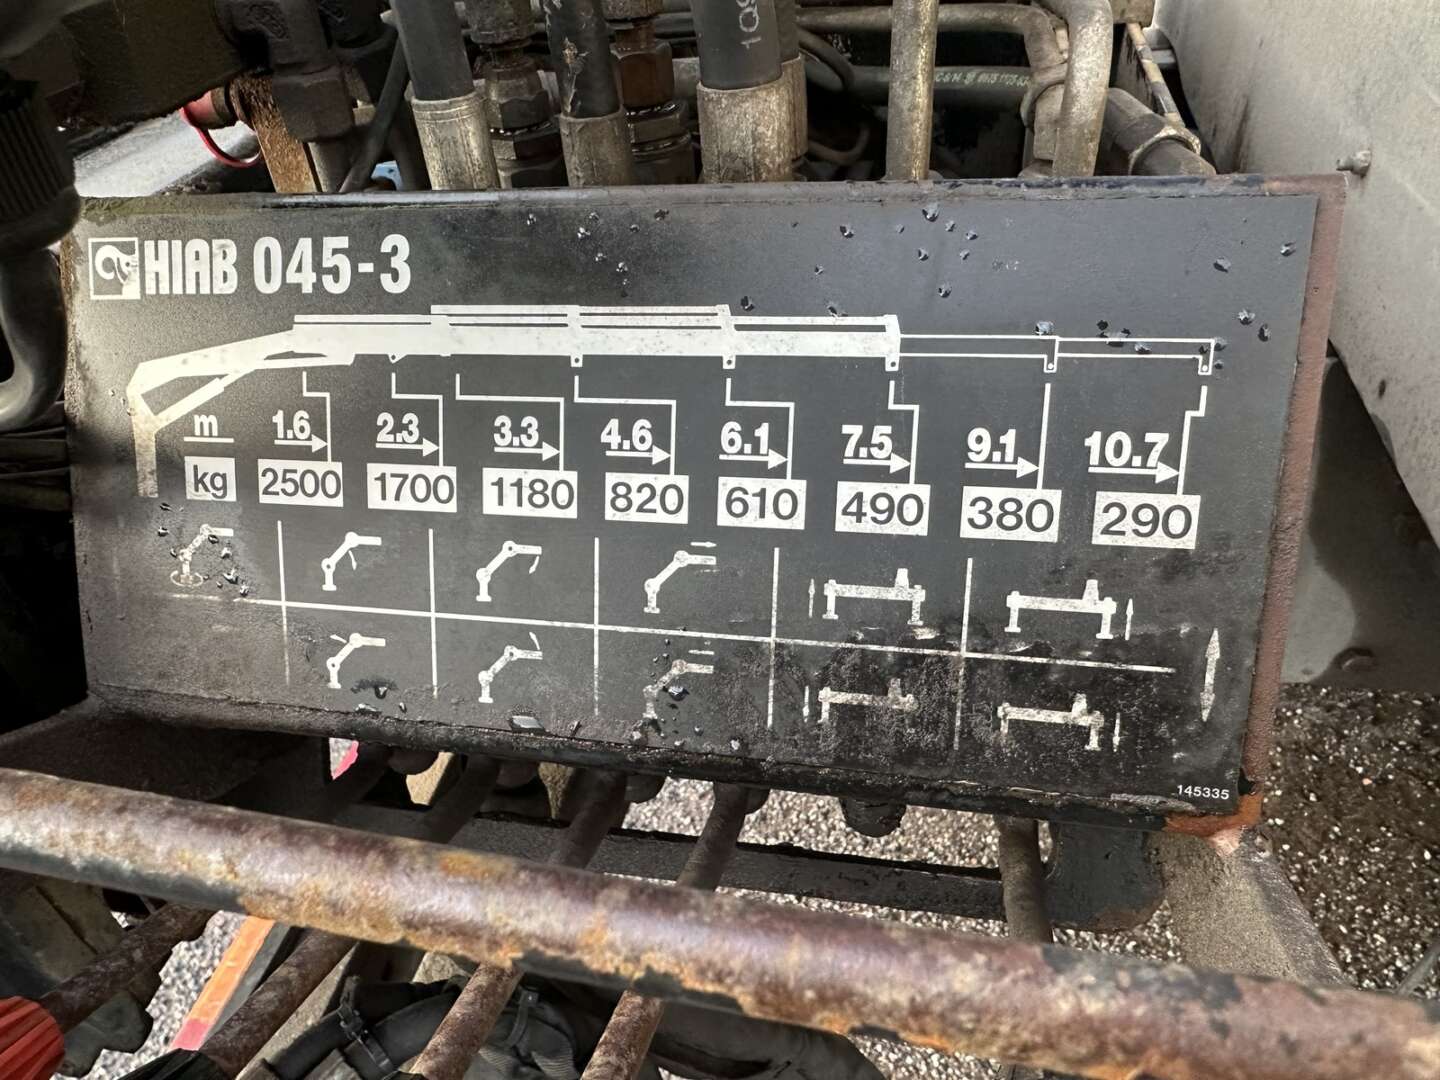 HIAB 045-3
m 1.6 2.3 3.3 4.6 6.1 7.5 9.1 10.7
kg 2500 1700 1180 820 610 490 380 290
145335